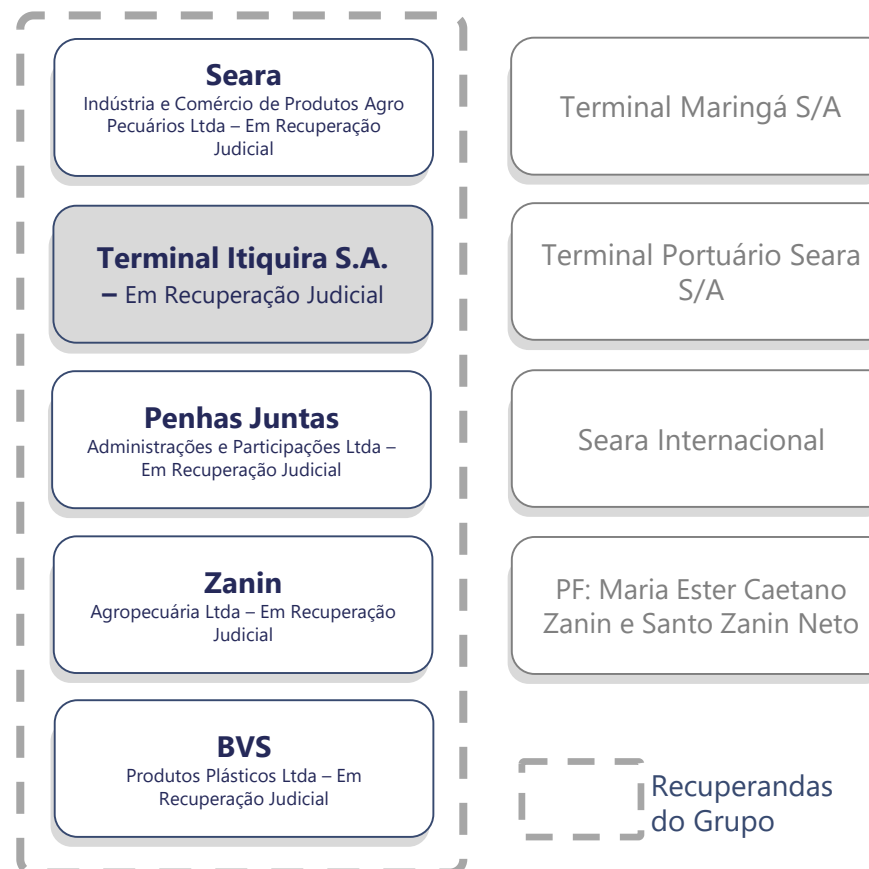 Seara
Indústria e Comércio de Produtos Agro
Pecuários Ltda – Em Recuperação
Judicial
Terminal Itiquira S.A.
– Em Recuperação Judicial
Penhas Juntas
Administrações e Participações Ltda –
Em Recuperação Judicial
Zanin
Agropecuária Ltda – Em Recuperação
Judicial
BVS
Produtos Plásticos Ltda – Em
Recuperação Judicial
Terminal Maringá S/A
Terminal Portuário Seara
S/A
Seara Internacional
PF: Maria Ester Caetano
Zanin e Santo Zanin Neto
Recuperandas
do Grupo